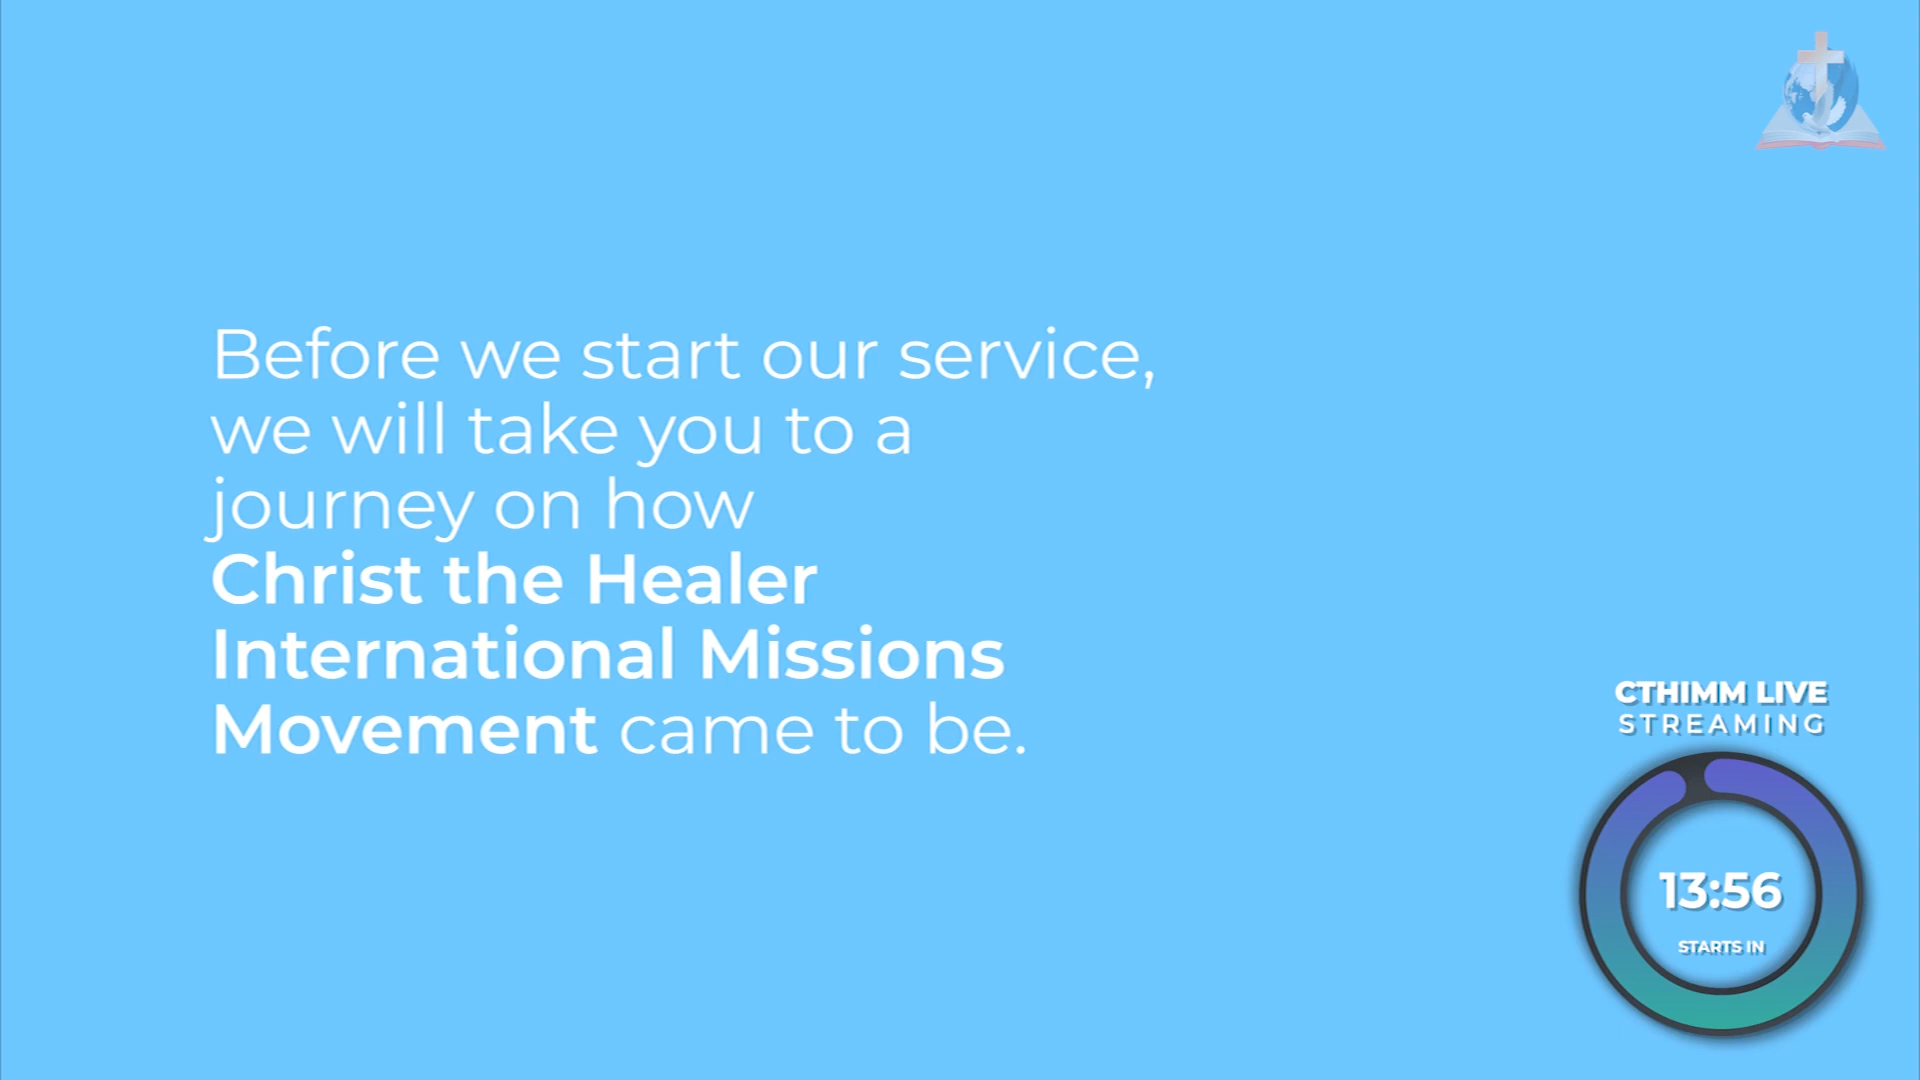 Before we start our service,
we will take you to a
journey on how
Christ the Healer
International Missions
Movement came to be.
CTHIMM LIVE
STREAMING
13:56
STARTS IN